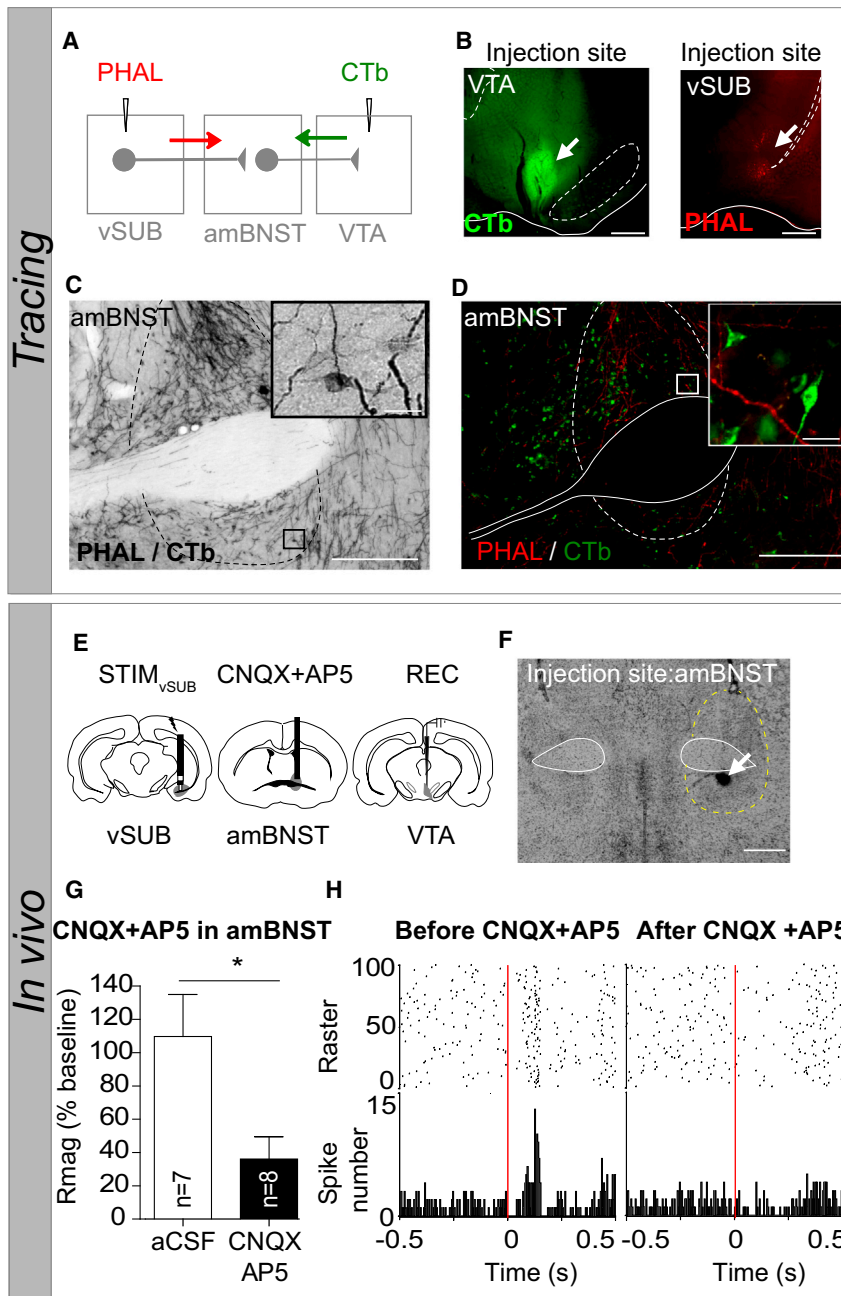 Tracing
A
PHAL
CTb
vSUB
amBNST
VTA
B
Injection site
VTA
CTb
Injection site
vSUB
PHAL
C
amBNST
PHAL / CTb
D
amBNST
PHAL / CTb
In vivo
E
STIMvSUB
CNQX+AP5
REC
vSUB
amBNST
VTA
F
Injection site:amBNST
G
CNQX+AP5 in amBNST
*
Rmag (% baseline)
140
120
100
80
60
40
20
0
n=7
n=8
aCSF
CNQX
AP5
H
Before CNQX+AP5
After CNQX +AP5
Raster
100
50
0
Spike
number
15
0
-0.5
0
0.5
Time (s)
-0.5
0
0.5
Time (s)